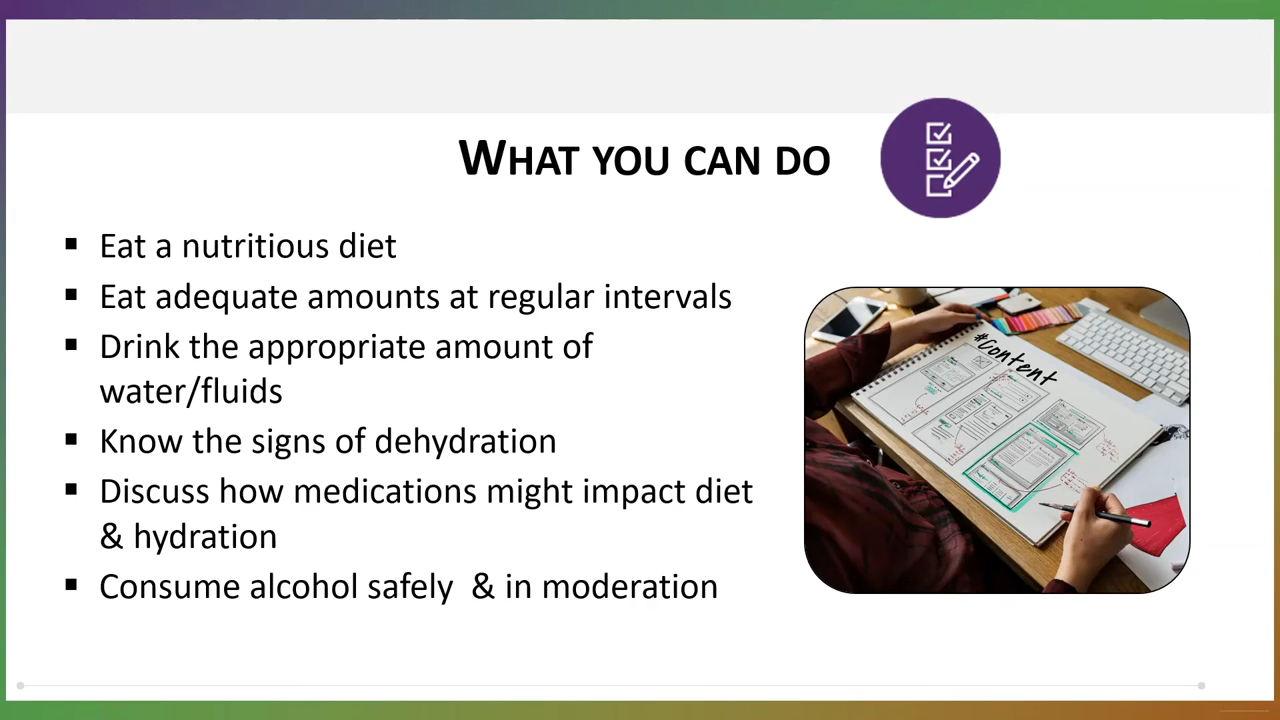 WHAT YOU CAN DO
▪ Eat a nutritious diet
▪ Eat adequate amounts at regular intervals
▪ Drink the appropriate amount of
water/fluids
▪ Know the signs of dehydration
▪ Discuss how medications might impact diet
& hydration
▪ Consume alcohol safely & in moderation
#Content